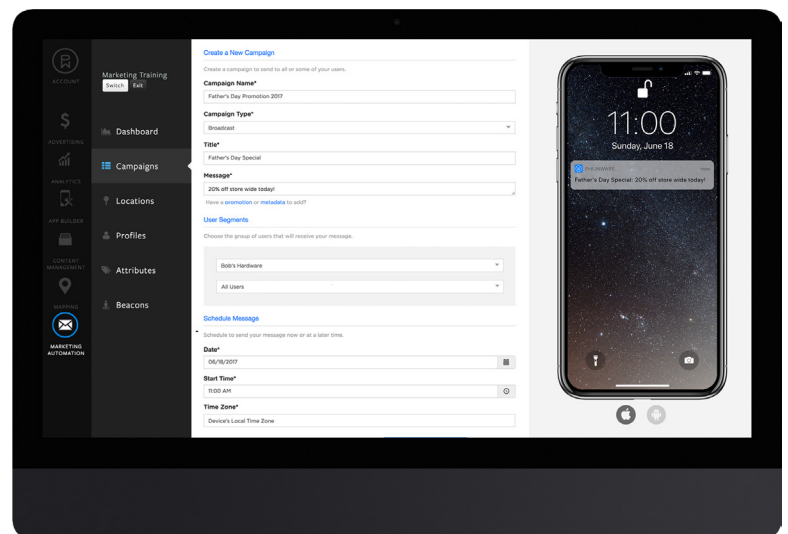 ACCOUNT
ADVERTISING
ANALYTICS
APP BUILDER
CONTENT
MANAGEMENT
MAPPING
MARKETING
AUTOMATION
Marketing Training
Switch Exit
Dashboard
Campaigns
Locations
Profiles
Attributes
Beacons
Create a New Campaign
Create a campaign to send to all or some of your users.
Campaign Name*
Father's Day Promotion 2017
Campaign Type*
Broadcast
Title*
Father's Day Special
Message*
20% off store wide today!
Have a promotion or metadata to add?
User Segments
Choose the group of users that will receive your message.
Bob's Hardware
All Users
Schedule Message
Schedule to send your message now or at a later time.
Date*
06/18/2017
Start Time*
11:00 AM
Time Zone*
Device's Local Time Zone
11:00
Sunday, June 18
PHUNWARE
Father's Day Special: 20% off store wide today!